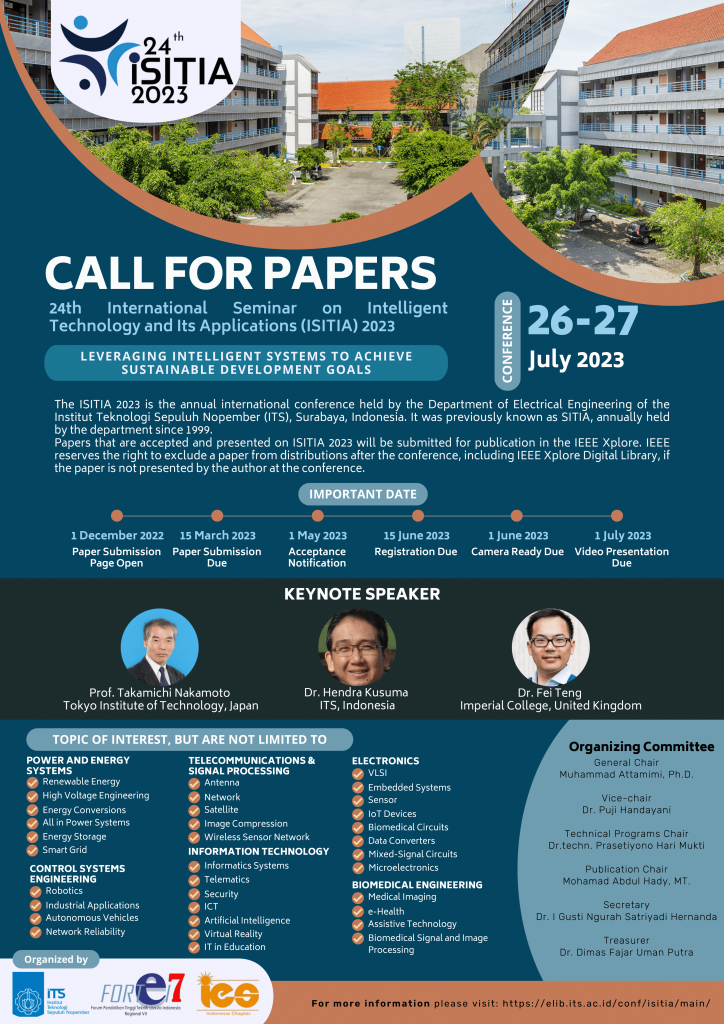 24th
iSITIA
2023
CALL FOR PAPERS
24th International Seminar on Intelligent
Technology and Its Applications (ISITIA) 2023
LEVERAGING INTELLIGENT SYSTEMS TO ACHIEVE
SUSTAINABLE DEVELOPMENT GOALS
CONFERENCE
26-27
July 2023
The ISITIA 2023 is the annual international conference held by the Department of Electrical Engineering of the
Institut Teknologi Sepuluh Nopember (ITS), Surabaya, Indonesia. It was previously known as SITIA, annually held
by the department since 1999.
Papers that are accepted and presented on ISITIA 2023 will be submitted for publication in the IEEE Xplore. IEEE
reserves the right to exclude a paper from distributions after the conference, including IEEE Xplore Digital Library, if
the paper is not presented by the author at the conference.
IMPORTANT DATE
1 December 2022
Paper Submission
Page Open
15 March 2023
Paper Submission
Due
1 May 2023
Acceptance
Notification
15 June 2023
Registration Due
1 June 2023
Camera Ready Due
1 July 2023
Video Presentation
Due
KEYNOTE SPEAKER
Prof. Takamichi Nakamoto
Tokyo Institute of Technology, Japan
Dr. Hendra Kusuma
ITS, Indonesia
Dr. Fei Teng
Imperial College, United Kingdom
TOPIC OF INTEREST, BUT ARE NOT LIMITED TO
POWER AND ENERGY
SYSTEMS
Renewable Energy
High Voltage Engineering
Energy Conversions
All in Power Systems
Energy Storage
Smart Grid
CONTROL SYSTEMS
ENGINEERING
Robotics
Industrial Applications
Autonomous Vehicles
Network Reliability
TELECOMMUNICATIONS &
SIGNAL PROCESSING
Antenna
Network
Satellite
Image Compression
Wireless Sensor Network
INFORMATION TECHNOLOGY
Informatics Systems
Telematics
Security
ICT
Artificial Intelligence
Virtual Reality
IT in Education
ELECTRONICS
VLSI
Embedded Systems
Sensor
IoT Devices
Biomedical Circuits
Data Converters
Mixed-Signal Circuits
Microelectronics
BIOMEDICAL ENGINEERING
Medical Imaging
e-Health
Assistive Technology
Biomedical Signal and Image
Processing
Organizing Committee
General Chair
Muhammad Attamimi, Ph.D.
Vice-chair
Dr. Puji Handayani
Technical Programs Chair
Dr.techn. Prasetiyono Hari Mukti
Publication Chair
Mohamad Abdul Hady, MT.
Secretary
Dr. I Gusti Ngurah Satriyadi Hernanda
Treasurer
Dr. Dimas Fajar Uman Putra
Organized by
ITS
Institut
Teknologi
Sepuluh Nopember
Forum Pendidikan Tinggi Teknik Elektro Indonesia
Regional VII
ies
Indonesia Chapter
For more information please visit: https://elib.its.ac.id/conf/isitia/main/